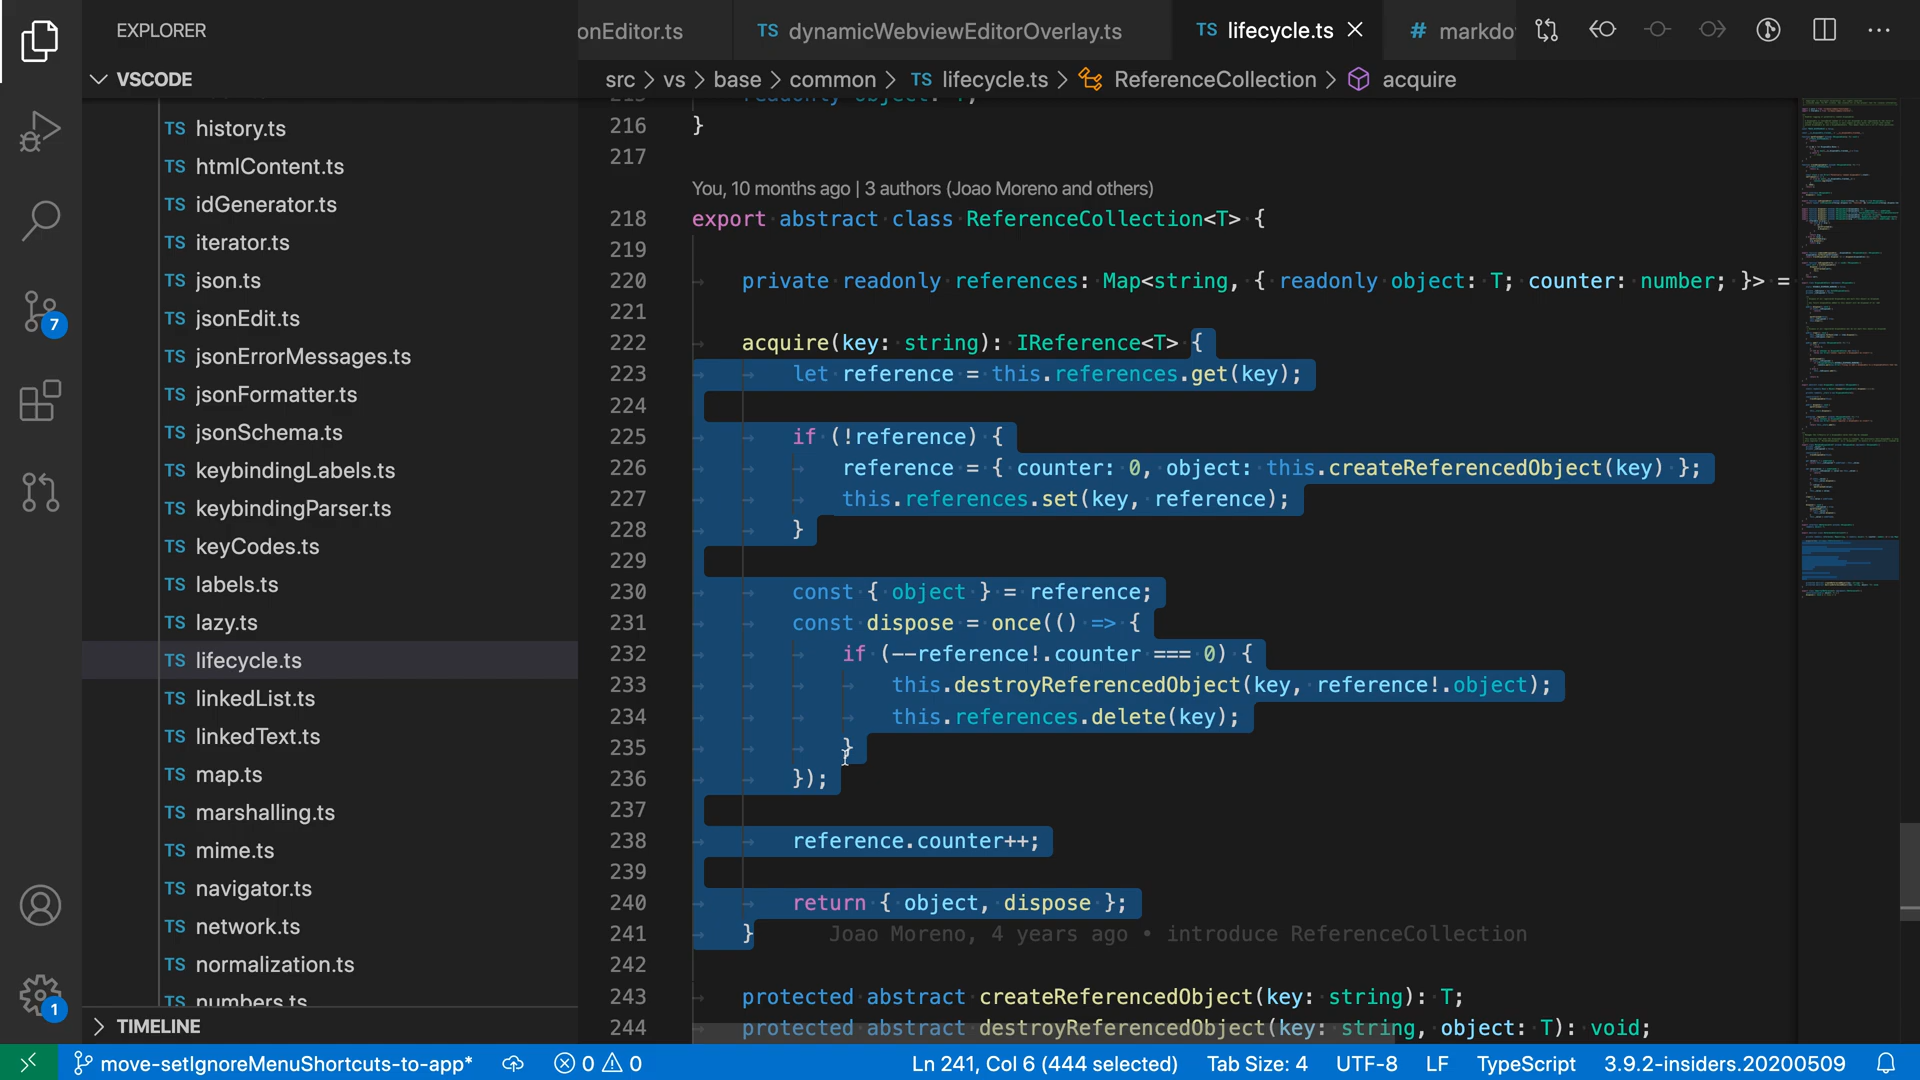 EXPLORER
onEditor.ts
TS dynamicWebviewEditorOverlay.ts
TS lifecycle.ts
# markdo
VSCODE
src > vs > base > common > TS lifecycle.ts > ReferenceCollection > acquire
TS history.ts
TS htmlContent.ts
TS idGenerator.ts
TS iterator.ts
TS json.ts
TS jsonEdit.ts
TS jsonErrorMessages.ts
TS jsonFormatter.ts
TS jsonSchema.ts
TS keybindingLabels.ts
TS keybindingParser.ts
TS keyCodes.ts
TS labels.ts
TS lazy.ts
TS lifecycle.ts
TS linkedList.ts
TS linkedText.ts
TS map.ts
TS marshalling.ts
TS mime.ts
TS navigator.ts
TS network.ts
TS normalization.ts
TS numbers.ts
TIMELINE
7
1
215 readonly object: T;
216 }
217
You, 10 months ago | 3 authors (Joao Moreno and others)
218 export abstract class ReferenceCollection<T> {
219
220 private readonly references: Map<string, { readonly object: T; counter: number; }> =
221
222 acquire(key: string): IReference<T> {
223 let reference = this.references.get(key);
224
225 if (!reference) {
226 reference = { counter: 0, object: this.createReferencedObject(key) };
227 this.references.set(key, reference);
228 }
229
230 const { object } = reference;
231 const dispose = once(() => {
232 if (--reference!.counter === 0) {
233 this.destroyReferencedObject(key, reference!.object);
234 this.references.delete(key);
235 }
236 });
237
238 reference.counter++;
239
240 return { object, dispose };
241 } Joao Moreno, 4 years ago • introduce ReferenceCollection
242
243 protected abstract createReferencedObject(key: string): T;
244 protected abstract destroyReferencedObject(key: string, object: T): void;
move-setIgnoreMenuShortcuts-to-app* 0 0 Ln 241, Col 6 (444 selected) Tab Size: 4 UTF-8 LF TypeScript 3.9.2-insiders.20200509